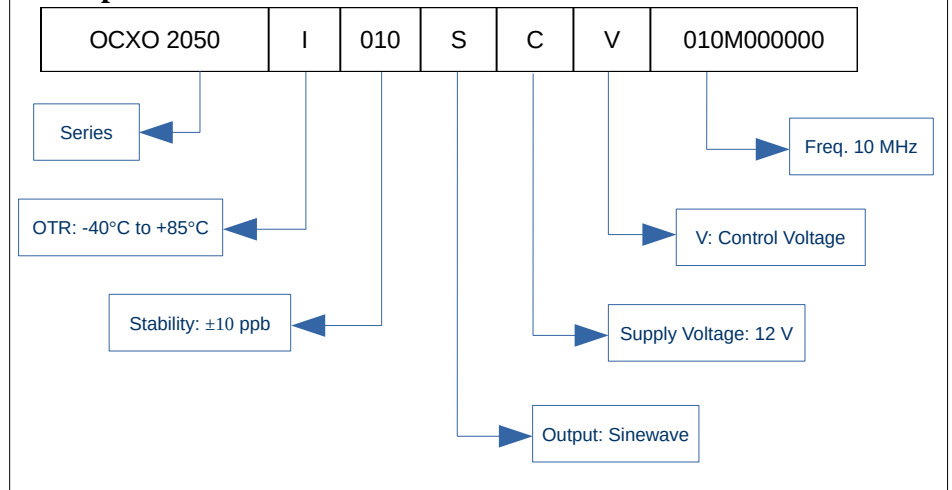 OCXO 2050 I 010 S C V 010M000000
Series
Freq. 10 MHz
OTR: -40°C to +85°C
V: Control Voltage
Stability: ±10 ppb
Supply Voltage: 12 V
Output: Sinewave